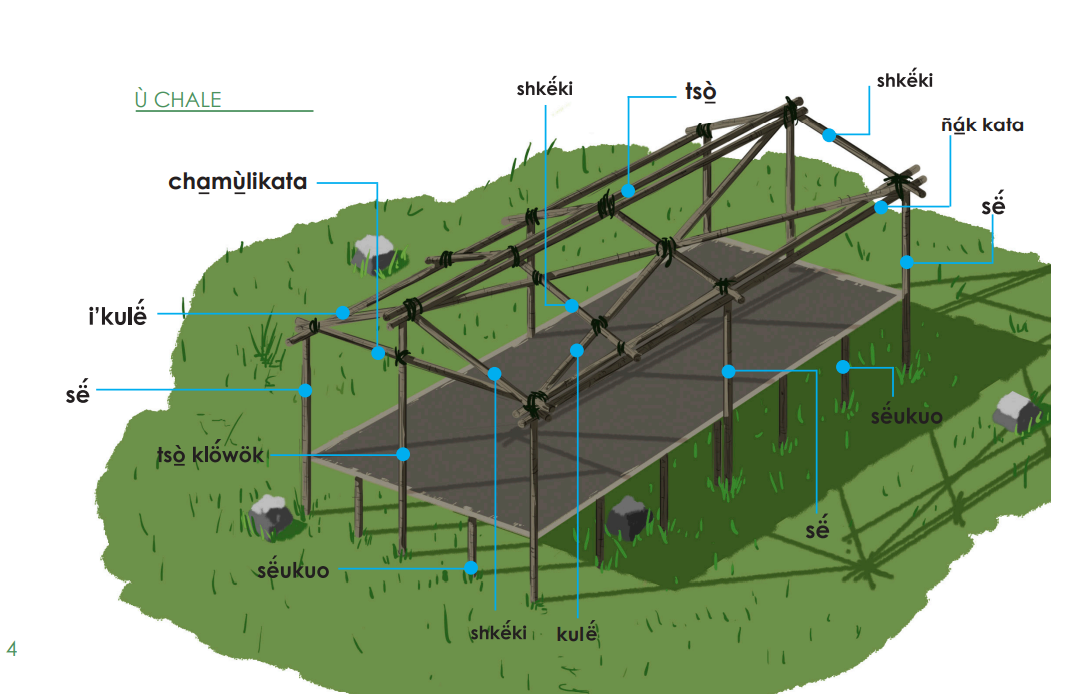 shkë́ki
tsò̱
shkë́ki
Ù CHALE
ñá̱k kata
cha̱mù̱likata
së́
i'kulë́
së́
së́ukuo
tsò̱ klö́wök
së́
së́ukuo
shkë́ki
kulë́
4